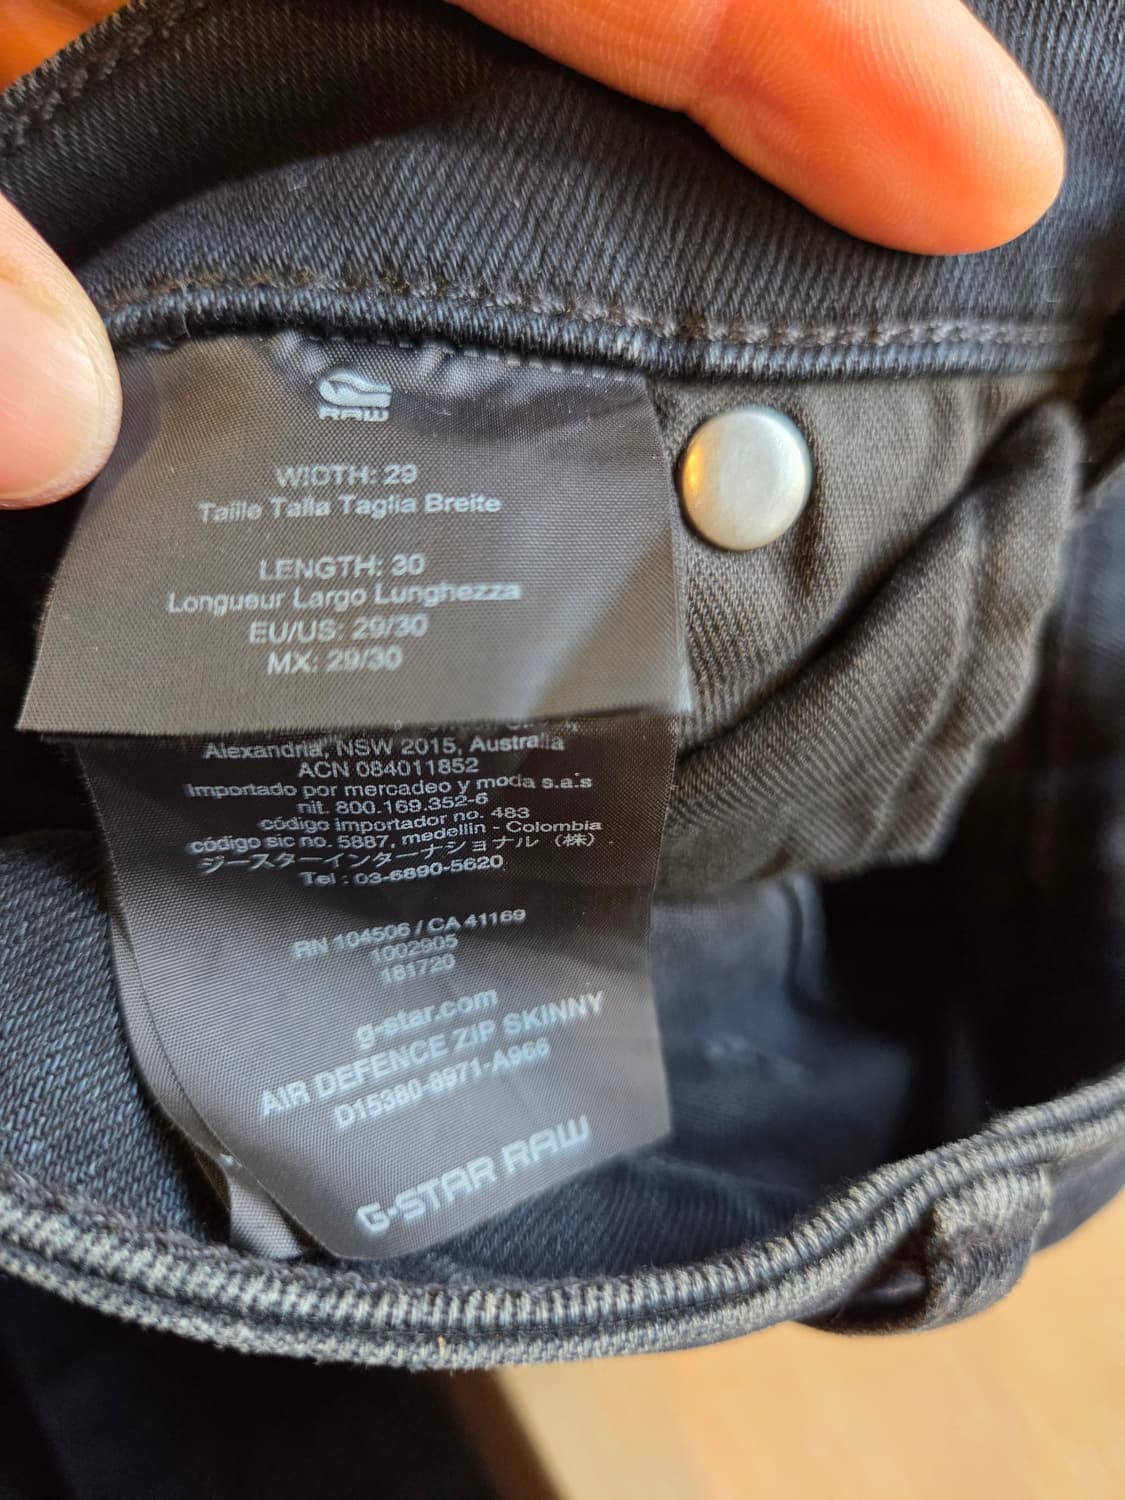 RAW
WIDTH: 29
Taille Talla Taglia Breite
LENGTH: 30
Longueur Largo Lunghezza
EU/US: 29/30
MX: 29/30
Alexandria, NSW 2015, Australia
ACN 084011852
Importado por mercadeo y moda s.a.s
nit. 800.169.352-6
código importador no. 483
código sic no. 5887, medellin - Colombia
ジースターインターナショナル (株)
Tel : 03-6890-5620
RN 104506 / CA 41169
1002905
181720
g-star.com
AIR DEFENCE ZIP SKINNY
D15380-8971-A966
G-STAR RAW